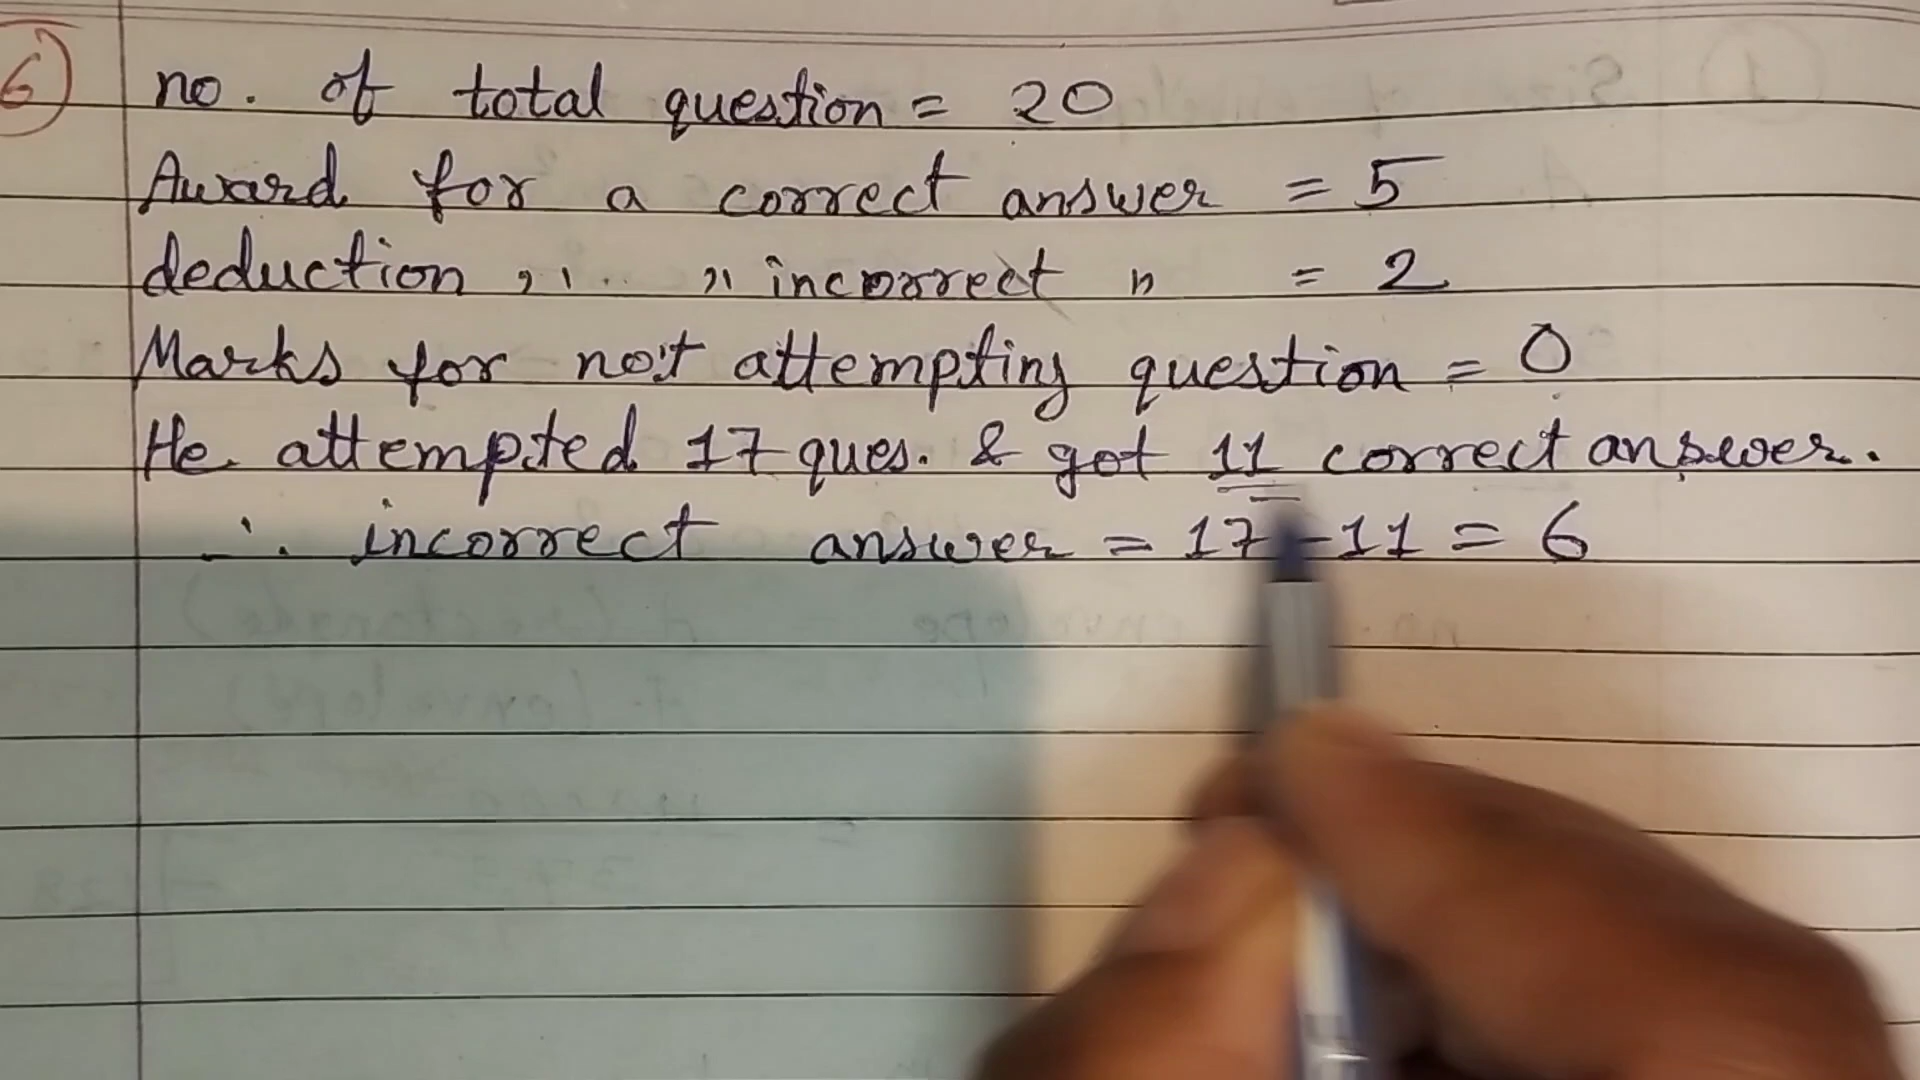 6 no. of total question = 20
Award for a correct answer = 5
deduction ,, .. ,, incorrect ,, = 2
Marks for not attempting question = 0
He attempted 17 ques. & got 11 correct answer.
∴ incorrect answer = 17 - 11 = 6